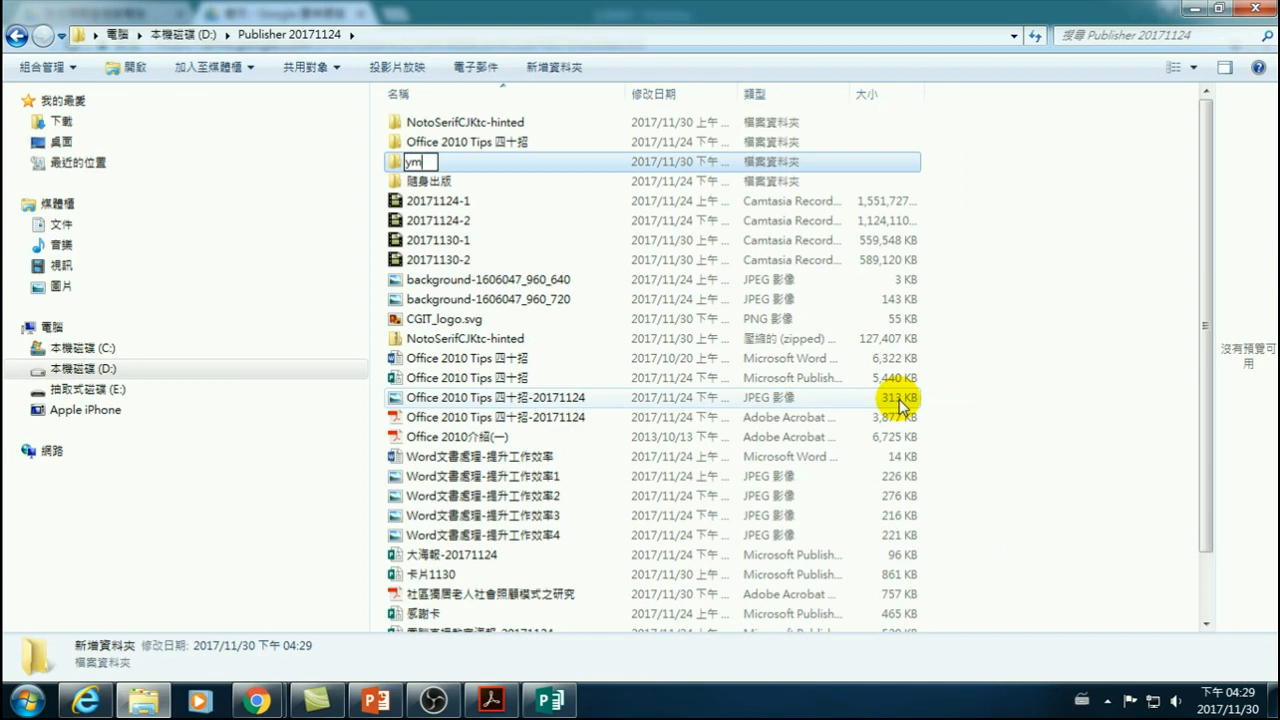 電腦 本機磁碟 (D:) Publisher 20171124 搜尋 Publisher 20171124
組合管理 開啟 加入至媒體櫃 共用對象 投影片放映 電子郵件 新增資料夾
名稱 修改日期 類型 大小
我的最愛
下載
桌面
最近的位置
媒體櫃
文件
音樂
視訊
圖片
電腦
本機磁碟 (C:)
本機磁碟 (D:)
抽取式磁碟 (E:)
Apple iPhone
網路
NotoSerifCJKtc-hinted 2017/11/30 上午 ... 檔案資料夾
Office 2010 Tips 四十招 2017/11/24 下午 ... 檔案資料夾
ym 2017/11/30 下午 ... 檔案資料夾
隨身出版 2017/11/24 下午 ... 檔案資料夾
20171124-1 2017/11/24 上午 ... Camtasia Record... 1,551,727...
20171124-2 2017/11/24 下午 ... Camtasia Record... 1,124,110...
20171130-1 2017/11/30 上午 ... Camtasia Record... 559,548 KB
20171130-2 2017/11/30 下午 ... Camtasia Record... 589,120 KB
background-1606047_960_640 2017/11/24 上午 ... JPEG 影像 3 KB
background-1606047_960_720 2017/11/24 上午 ... JPEG 影像 143 KB
CGIT_logo.svg 2017/11/24 上午 ... PNG 影像 55 KB
NotoSerifCJKtc-hinted 2017/11/30 上午 ... 壓縮的 (zipped) ... 127,407 KB
Office 2010 Tips 四十招 2017/10/20 上午 ... Microsoft Word ... 6,322 KB
Office 2010 Tips 四十招 2017/11/24 下午 ... Microsoft Publish... 5,440 KB
Office 2010 Tips 四十招-20171124 2017/11/24 下午 ... JPEG 影像 313 KB
Office 2010 Tips 四十招-20171124 2017/11/24 下午 ... Adobe Acrobat ... 3,877 KB
Office 2010介紹(一) 2013/10/13 下午 ... Adobe Acrobat ... 6,725 KB
Word文書處理-提升工作效率 2017/11/24 下午 ... Microsoft Word ... 14 KB
Word文書處理-提升工作效率1 2017/11/24 下午 ... JPEG 影像 226 KB
Word文書處理-提升工作效率2 2017/11/24 下午 ... JPEG 影像 276 KB
Word文書處理-提升工作效率3 2017/11/24 下午 ... JPEG 影像 216 KB
Word文書處理-提升工作效率4 2017/11/24 下午 ... JPEG 影像 221 KB
大海報-20171124 2017/11/24 下午 ... Microsoft Publish... 96 KB
卡片1130 2017/11/30 上午 ... Microsoft Publish... 861 KB
社區獨居老人社會照顧模式之研究 2017/11/30 上午 ... Adobe Acrobat ... 757 KB
感謝卡 2017/11/24 下午 ... Microsoft Publish... 465 KB
沒有預覽可
用
新增資料夾 修改日期: 2017/11/30 下午 04:29
檔案資料夾
下午 04:29
2017/11/30